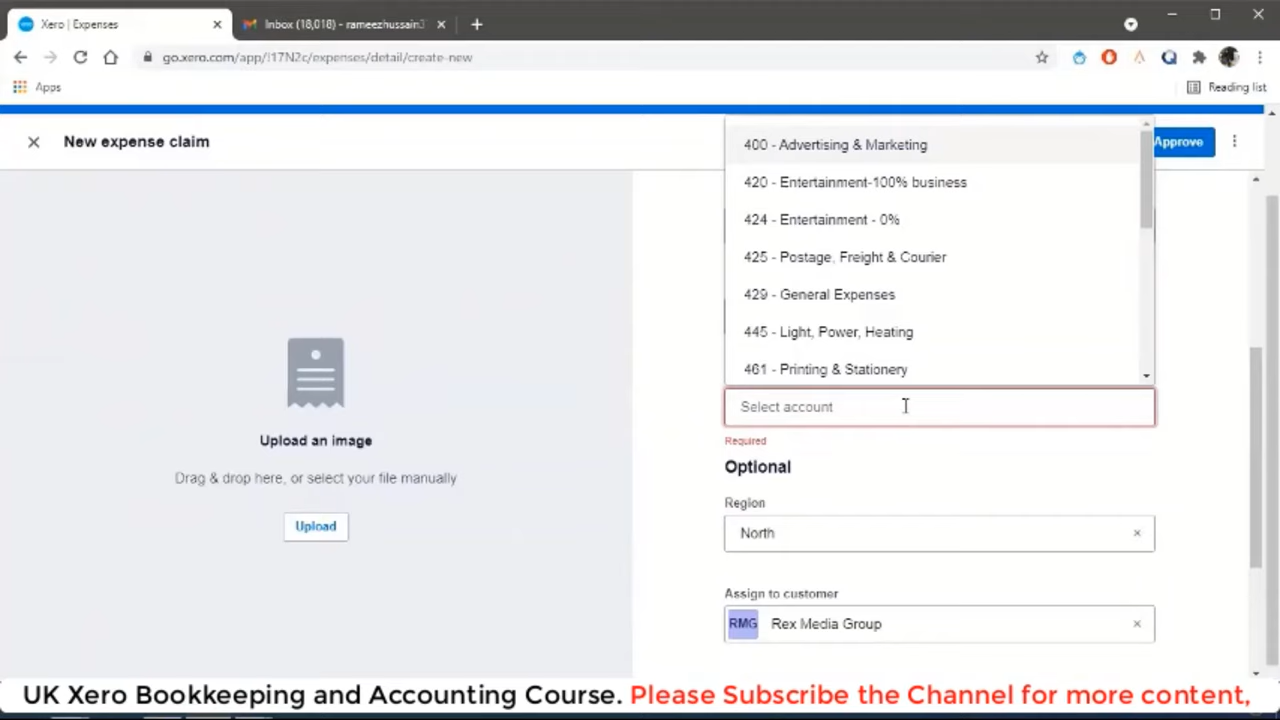 Xero | Expenses
Inbox (18,018) - rameezhussain3
go.xero.com/app/!17N2c/expenses/detail/create-new
Apps
Reading list
New expense claim
Approve
400 - Advertising & Marketing
420 - Entertainment-100% business
424 - Entertainment - 0%
425 - Postage, Freight & Courier
429 - General Expenses
445 - Light, Power, Heating
461 - Printing & Stationery
Select account
Required
Upload an image
Drag & drop here, or select your file manually
Upload
Optional
Region
North
Assign to customer
RMG Rex Media Group
UK Xero Bookkeeping and Accounting Course. Please Subscribe the Channel for more content,